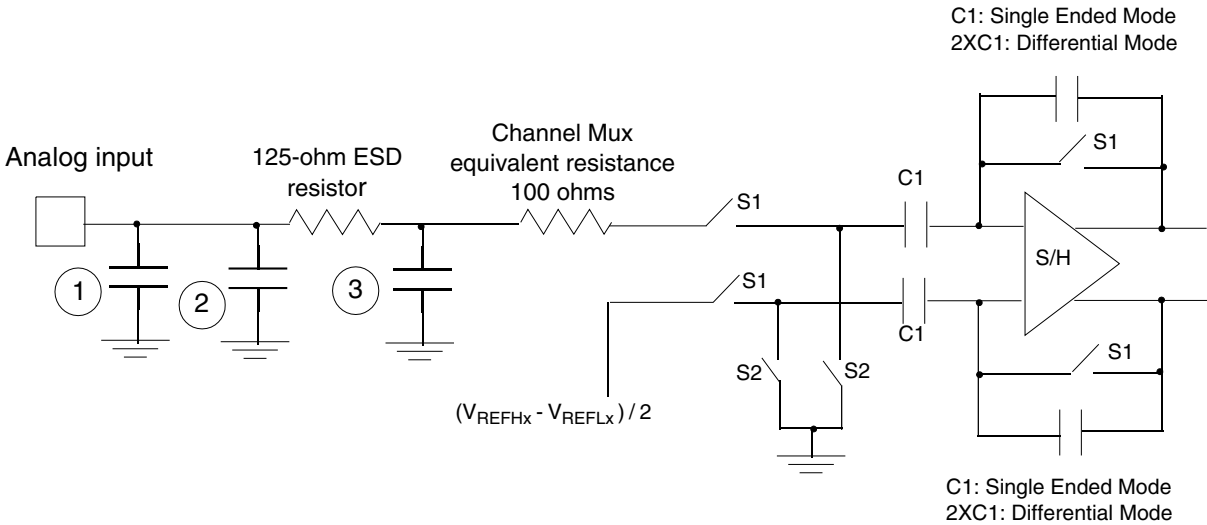 C1: Single Ended Mode
2XC1: Differential Mode
Analog input
125-ohm ESD
resistor
Channel Mux
equivalent resistance
100 ohms
S1
C1
S1
S/H
1
2
3
S1
C1
S1
S2
S2
(VREFHx - VREFLx) / 2
C1: Single Ended Mode
2XC1: Differential Mode